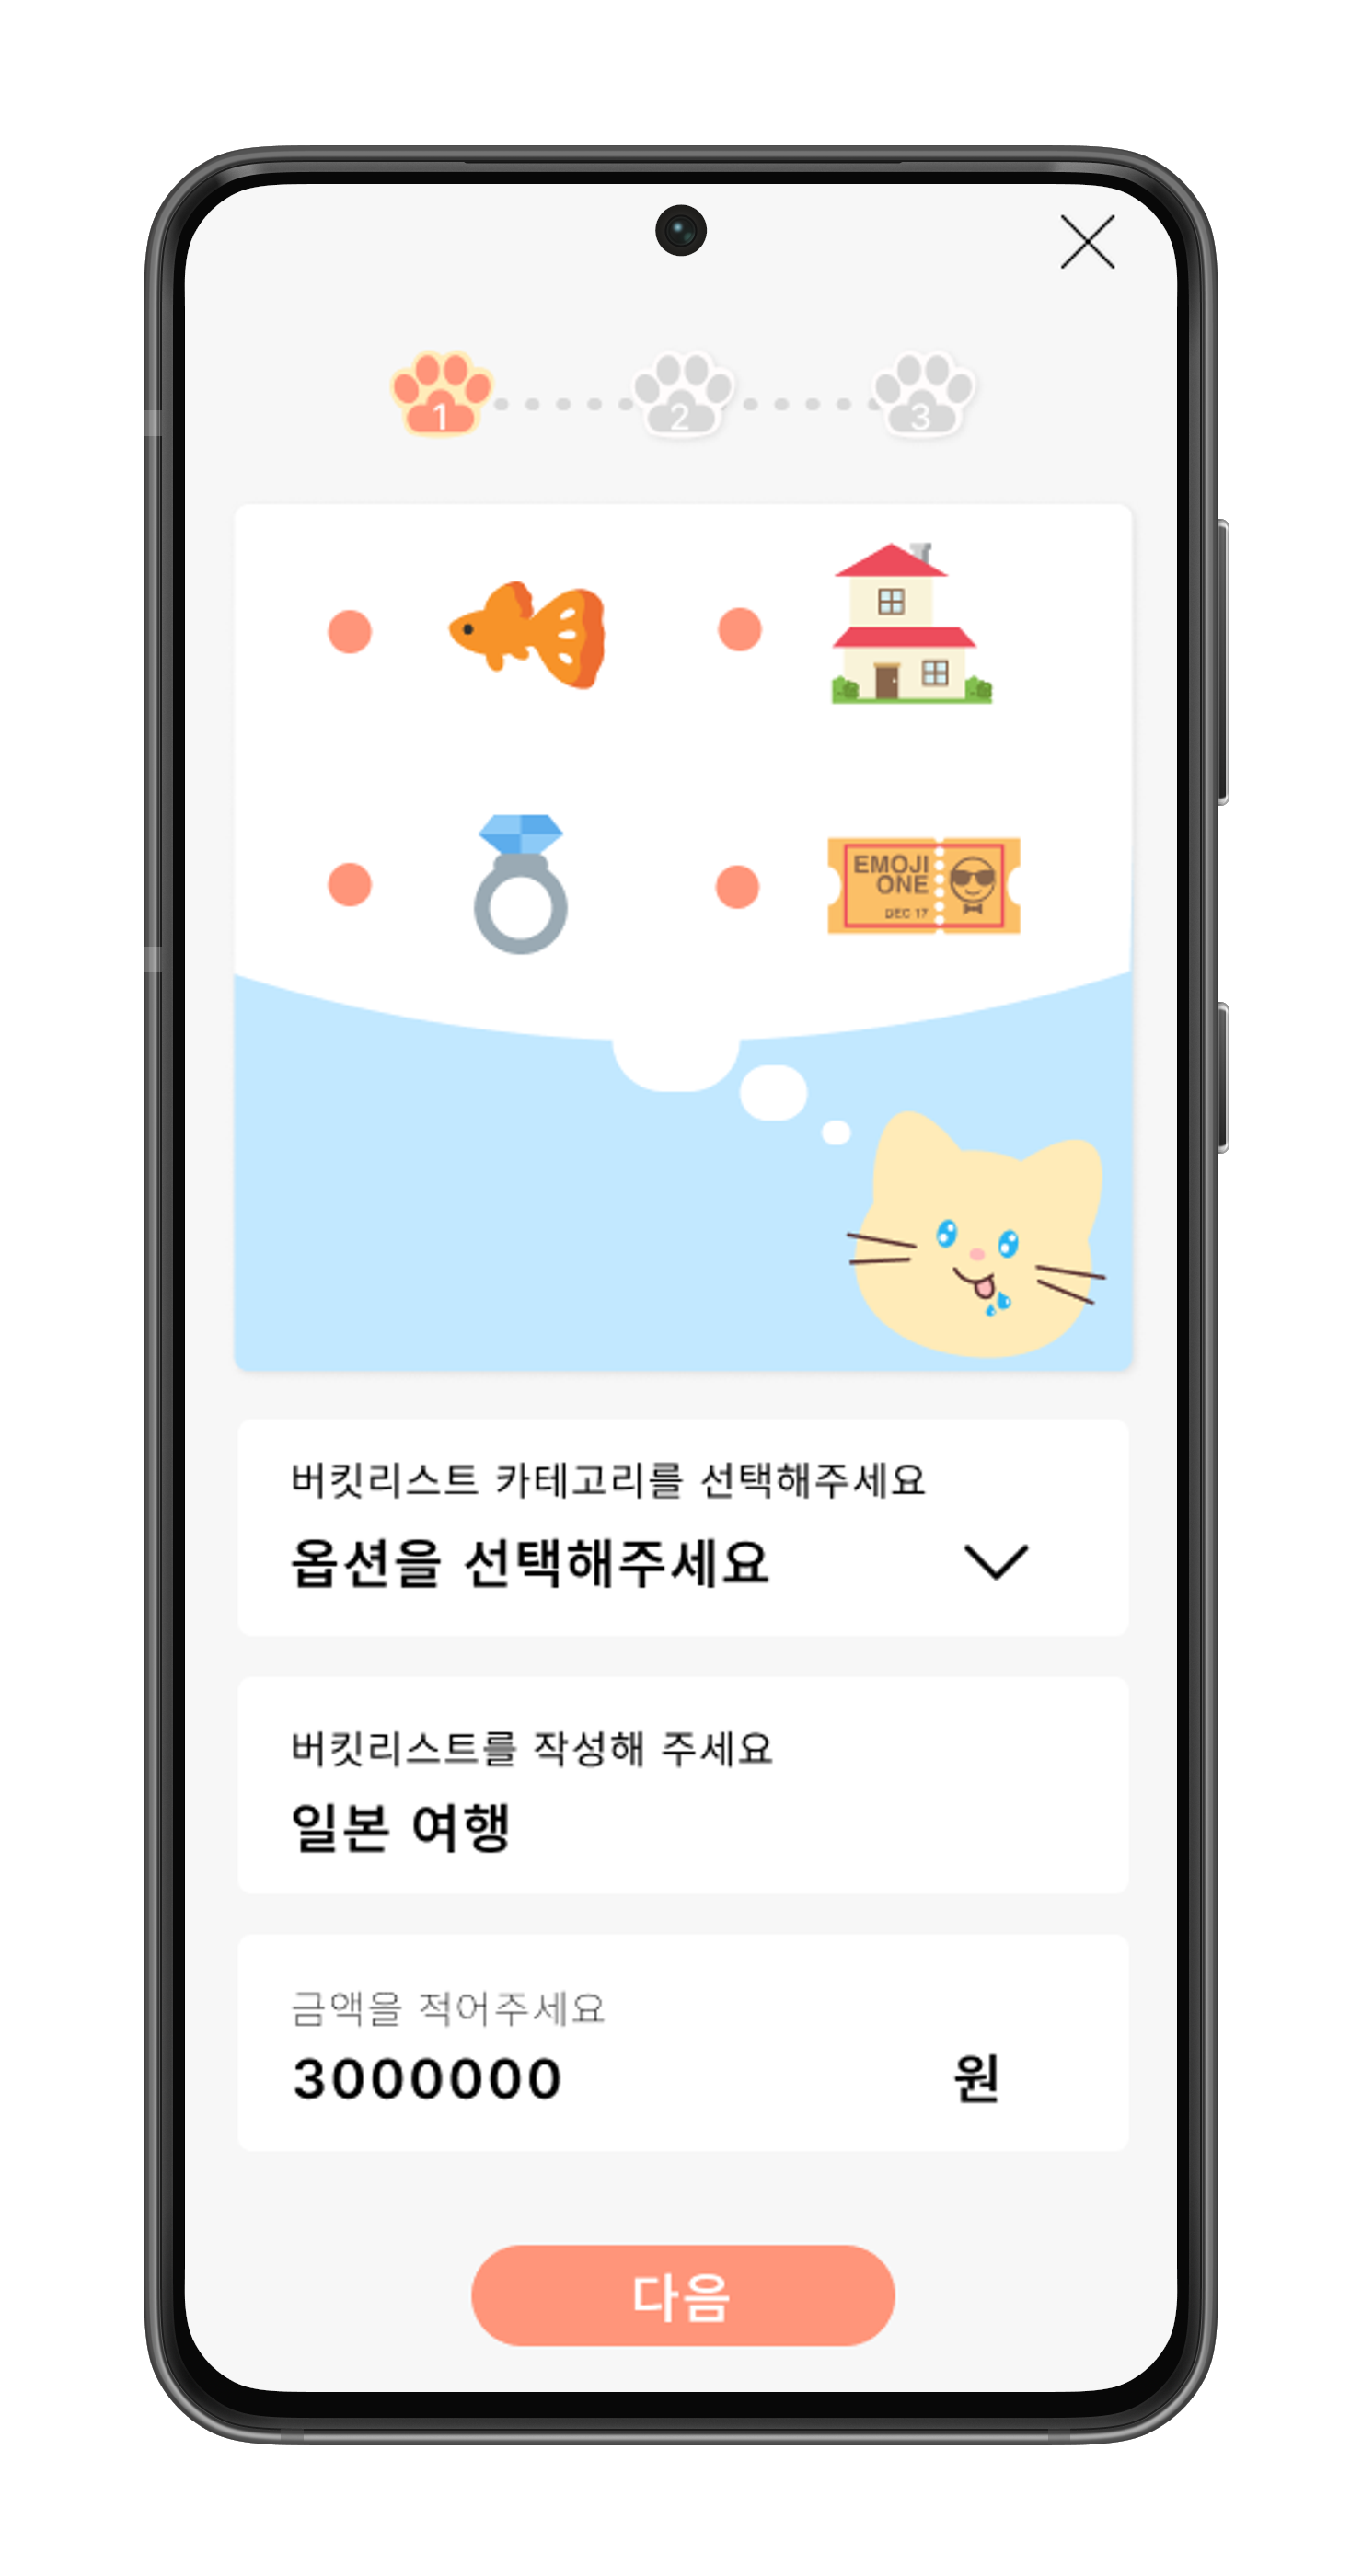 1
2
3
EMOJI
ONE
DEC 17
버킷리스트 카테고리를 선택해주세요
옵션을 선택해주세요
버킷리스트를 작성해 주세요
일본 여행
금액을 적어주세요
3000000 원
다음